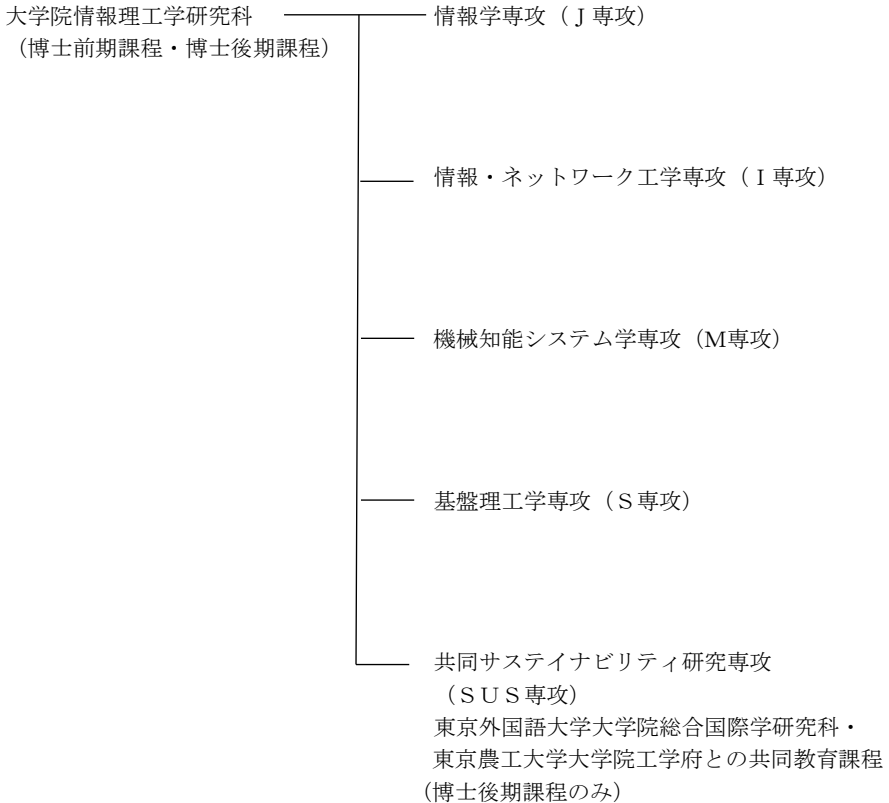 大学院情報理工学研究科
（博士前期課程・博士後期課程）
情報学専攻（Ｊ専攻）
情報・ネットワーク工学専攻（Ｉ専攻）
機械知能システム学専攻（M専攻）
基盤理工学専攻（Ｓ専攻）
共同サステイナビリティ研究専攻
（ＳＵＳ専攻）
東京外国語大学大学院総合国際学研究科・
東京農工大学大学院工学府との共同教育課程
（博士後期課程のみ）